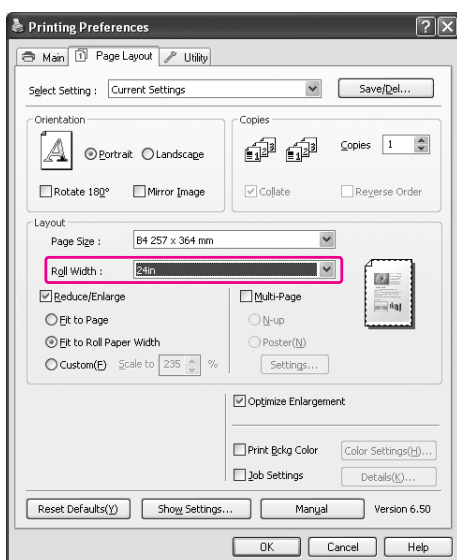 Printing Preferences
Main Page Layout Utility
Select Setting : Current Settings Save/Del...
Orientation
Portrait Landscape
Rotate 180° Mirror Image
Copies
Copies 1
Collate Reverse Order
Layout
Page Size : B4 257 x 364 mm
Roll Width : 24in
Reduce/Enlarge
Fit to Page
Fit to Roll Paper Width
Custom(F) Scale to 235 %
Multi-Page
N-up
Poster(N)
Settings...
Optimize Enlargement
Print Bckg Color Color Settings(H)...
Job Settings Details(K)...
Reset Defaults(Y) Show Settings... Manual Version 6.50
OK Cancel Help